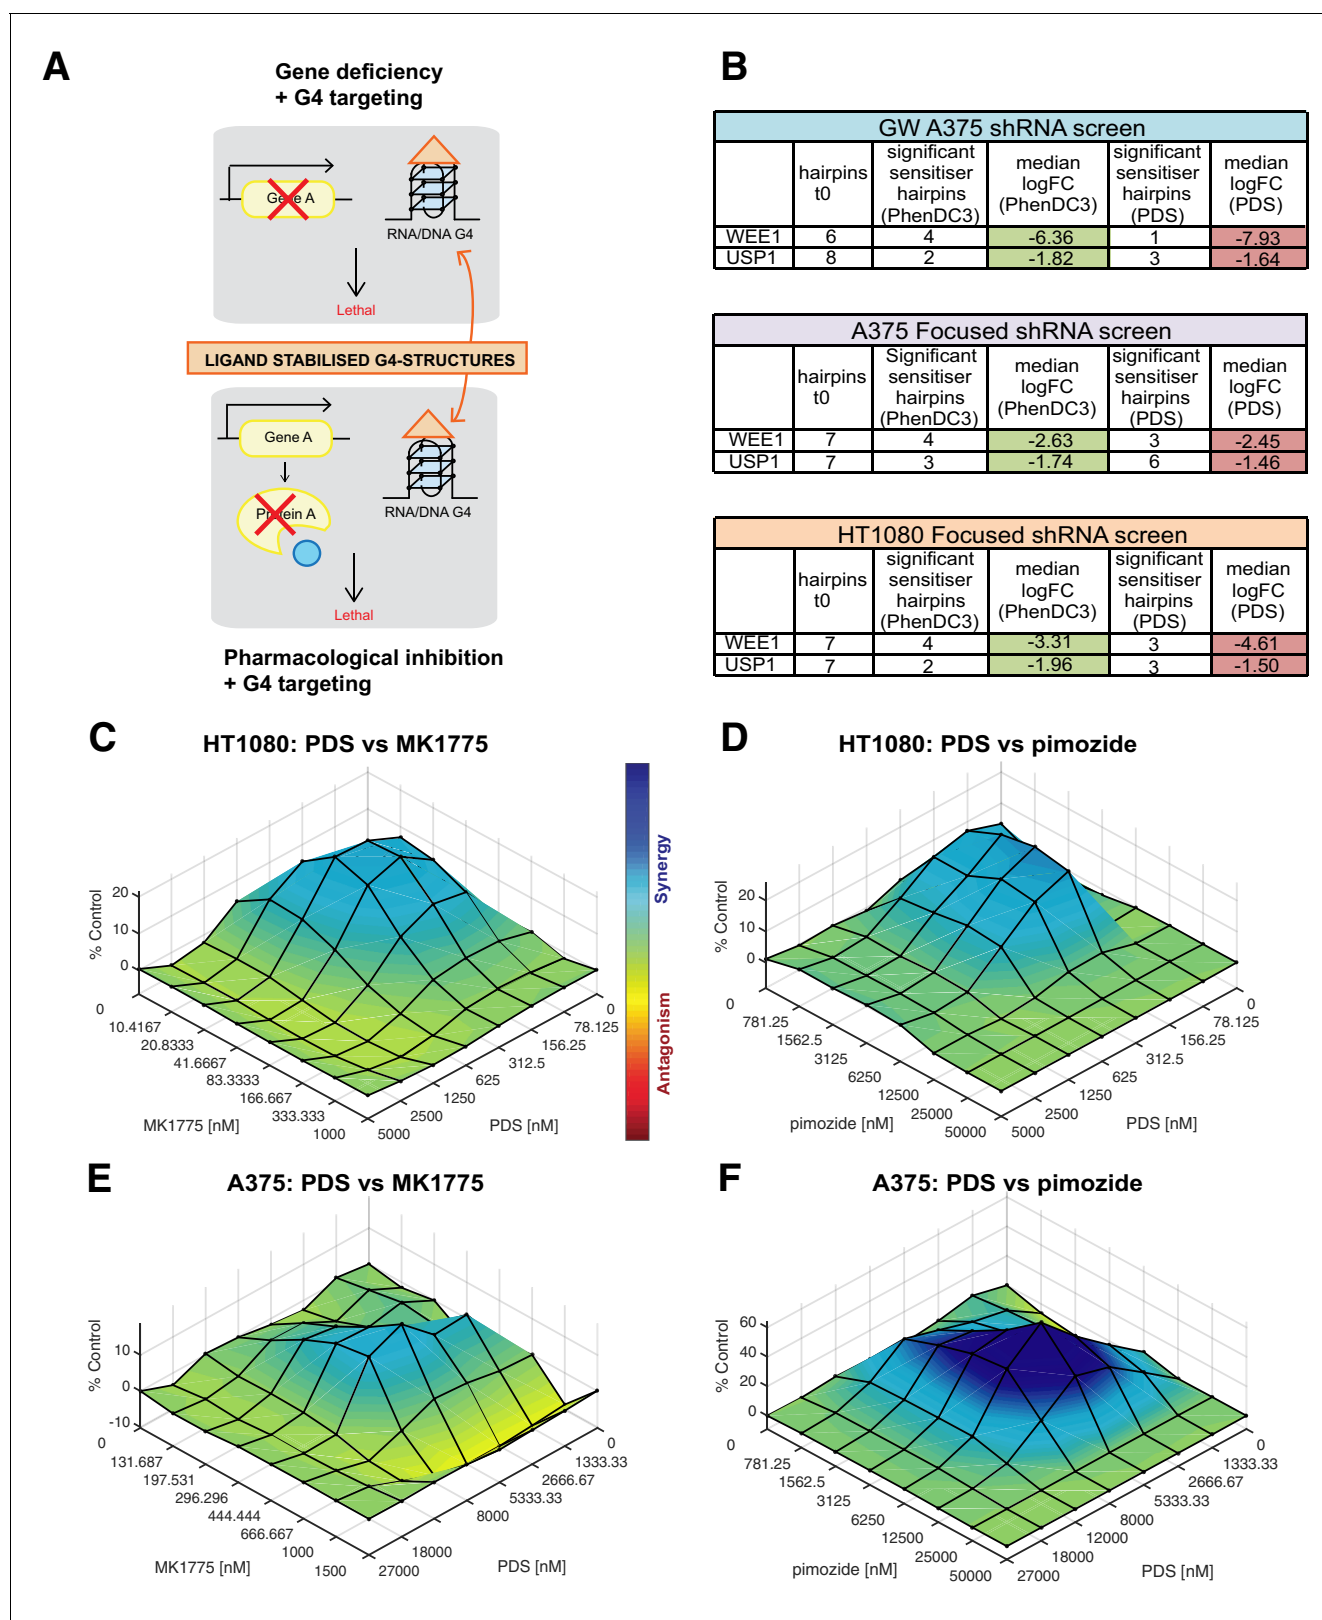 A
Gene deficiency
+ G4 targeting
Gene A
RNA/DNA G4
Lethal
LIGAND STABILISED G4-STRUCTURES
Gene A
Protein A
RNA/DNA G4
Lethal
Pharmacological inhibition
+ G4 targeting
B
GW A375 shRNA screen
hairpins t0 | significant sensitiser hairpins (PhenDC3) | median logFC (PhenDC3) | significant sensitiser hairpins (PDS) | median logFC (PDS)
WEE1 | 6 | 4 | -6.36 | 1 | -7.93
USP1 | 8 | 2 | -1.82 | 3 | -1.64
A375 Focused shRNA screen
hairpins t0 | Significant sensitiser hairpins (PhenDC3) | median logFC (PhenDC3) | significant sensitiser hairpins (PDS) | median logFC (PDS)
WEE1 | 7 | 4 | -2.63 | 3 | -2.45
USP1 | 7 | 3 | -1.74 | 6 | -1.46
HT1080 Focused shRNA screen
hairpins t0 | significant sensitiser hairpins (PhenDC3) | median logFC (PhenDC3) | significant sensitiser hairpins (PDS) | median logFC (PDS)
WEE1 | 7 | 4 | -3.31 | 3 | -4.61
USP1 | 7 | 2 | -1.96 | 3 | -1.50
C
HT1080: PDS vs MK1775
% Control
20
10
0
0
10.4167
20.8333
41.6667
83.3333
166.667
333.333
1000
MK1775 [nM]
5000
2500
1250
625
312.5
156.25
78.125
0
PDS [nM]
Synergy
Antagonism
D
HT1080: PDS vs pimozide
% Control
20
10
0
0
781.25
1562.5
3125
6250
12500
25000
50000
pimozide [nM]
5000
2500
1250
625
312.5
156.25
78.125
0
PDS [nM]
E
A375: PDS vs MK1775
% Control
10
0
-10
0
131.687
197.531
296.296
444.444
666.667
1000
1500
MK1775 [nM]
27000
18000
8000
5333.33
2666.67
1333.33
0
PDS [nM]
F
A375: PDS vs pimozide
% Control
60
40
20
0
0
781.25
1562.5
3125
6250
12500
25000
50000
pimozide [nM]
27000
18000
12000
8000
5333.33
2666.67
1333.33
0
PDS [nM]